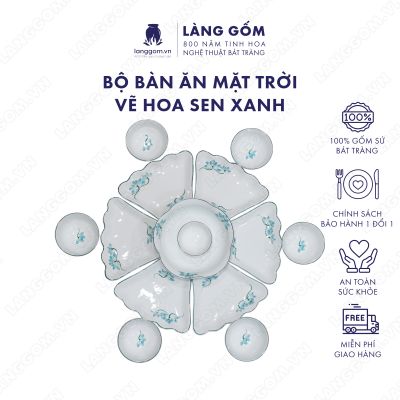 LÀNG GỐM
800 NĂM TINH HOA
NGHỆ THUẬT BÁT TRÀNG
langgom.vn
BỘ BÀN ĂN MẶT TRỜI
VẼ HOA SEN XANH
100%
100% GỐM SỨ
BÁT TRÀNG
CHÍNH SÁCH
BẢO HÀNH 1 ĐỔI 1
AN TOÀN
SỨC KHỎE
FREE
MIỄN PHÍ
GIAO HÀNG
LANGGOM.VN